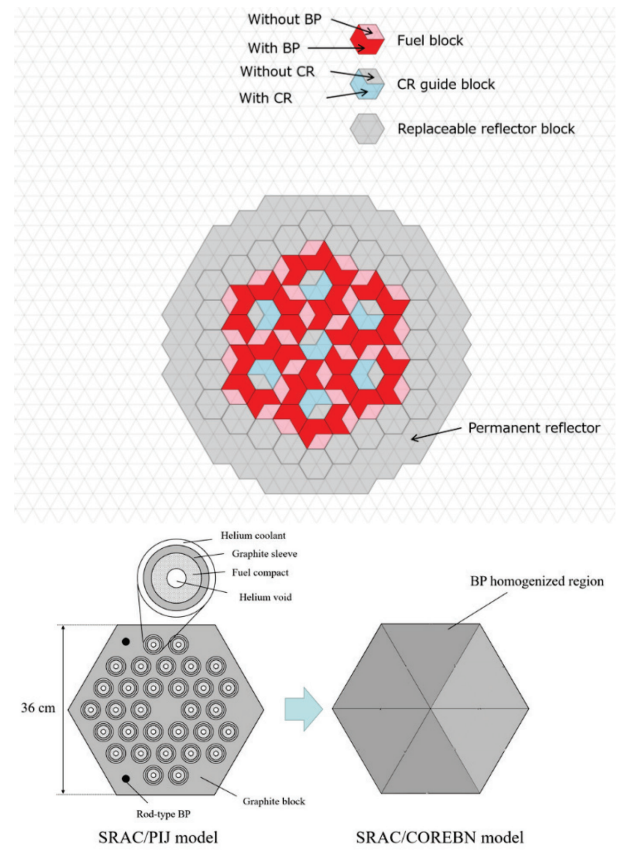 Without BP
With BP
Fuel block
Without CR
With CR
CR guide block
Replaceable reflector block
Permanent reflector
Helium coolant
Graphite sleeve
Fuel compact
Helium void
BP homogenized region
36 cm
Graphite block
Rod-type BP
SRAC/PIJ model
SRAC/COREBN model